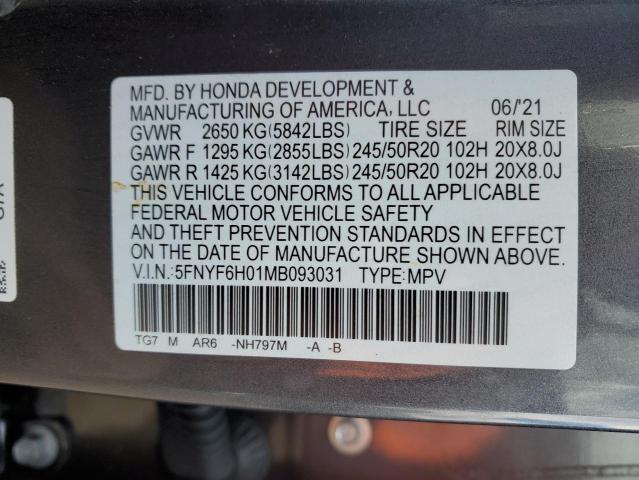 MFD. BY HONDA DEVELOPMENT &
MANUFACTURING OF AMERICA, LLC 06/'21
GVWR 2650 KG(5842LBS) TIRE SIZE RIM SIZE
GAWR F 1295 KG(2855LBS) 245/50R20 102H 20X8.0J
GAWR R 1425 KG(3142LBS) 245/50R20 102H 20X8.0J
THIS VEHICLE CONFORMS TO ALL APPLICABLE
FEDERAL MOTOR VEHICLE SAFETY
AND THEFT PREVENTION STANDARDS IN EFFECT
ON THE DATE OF MANUFACTURE SHOWN ABOVE.
V.I.N.:5FNYF6H01MB093031 TYPE:MPV
TG7 M AR6 -NH797M -A -B